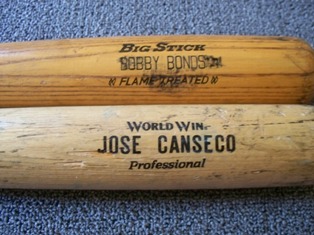 BIG STICK
BOBBY BONDS
FLAME TREATED
WORLD WIN
JOSE CANSECO
Professional